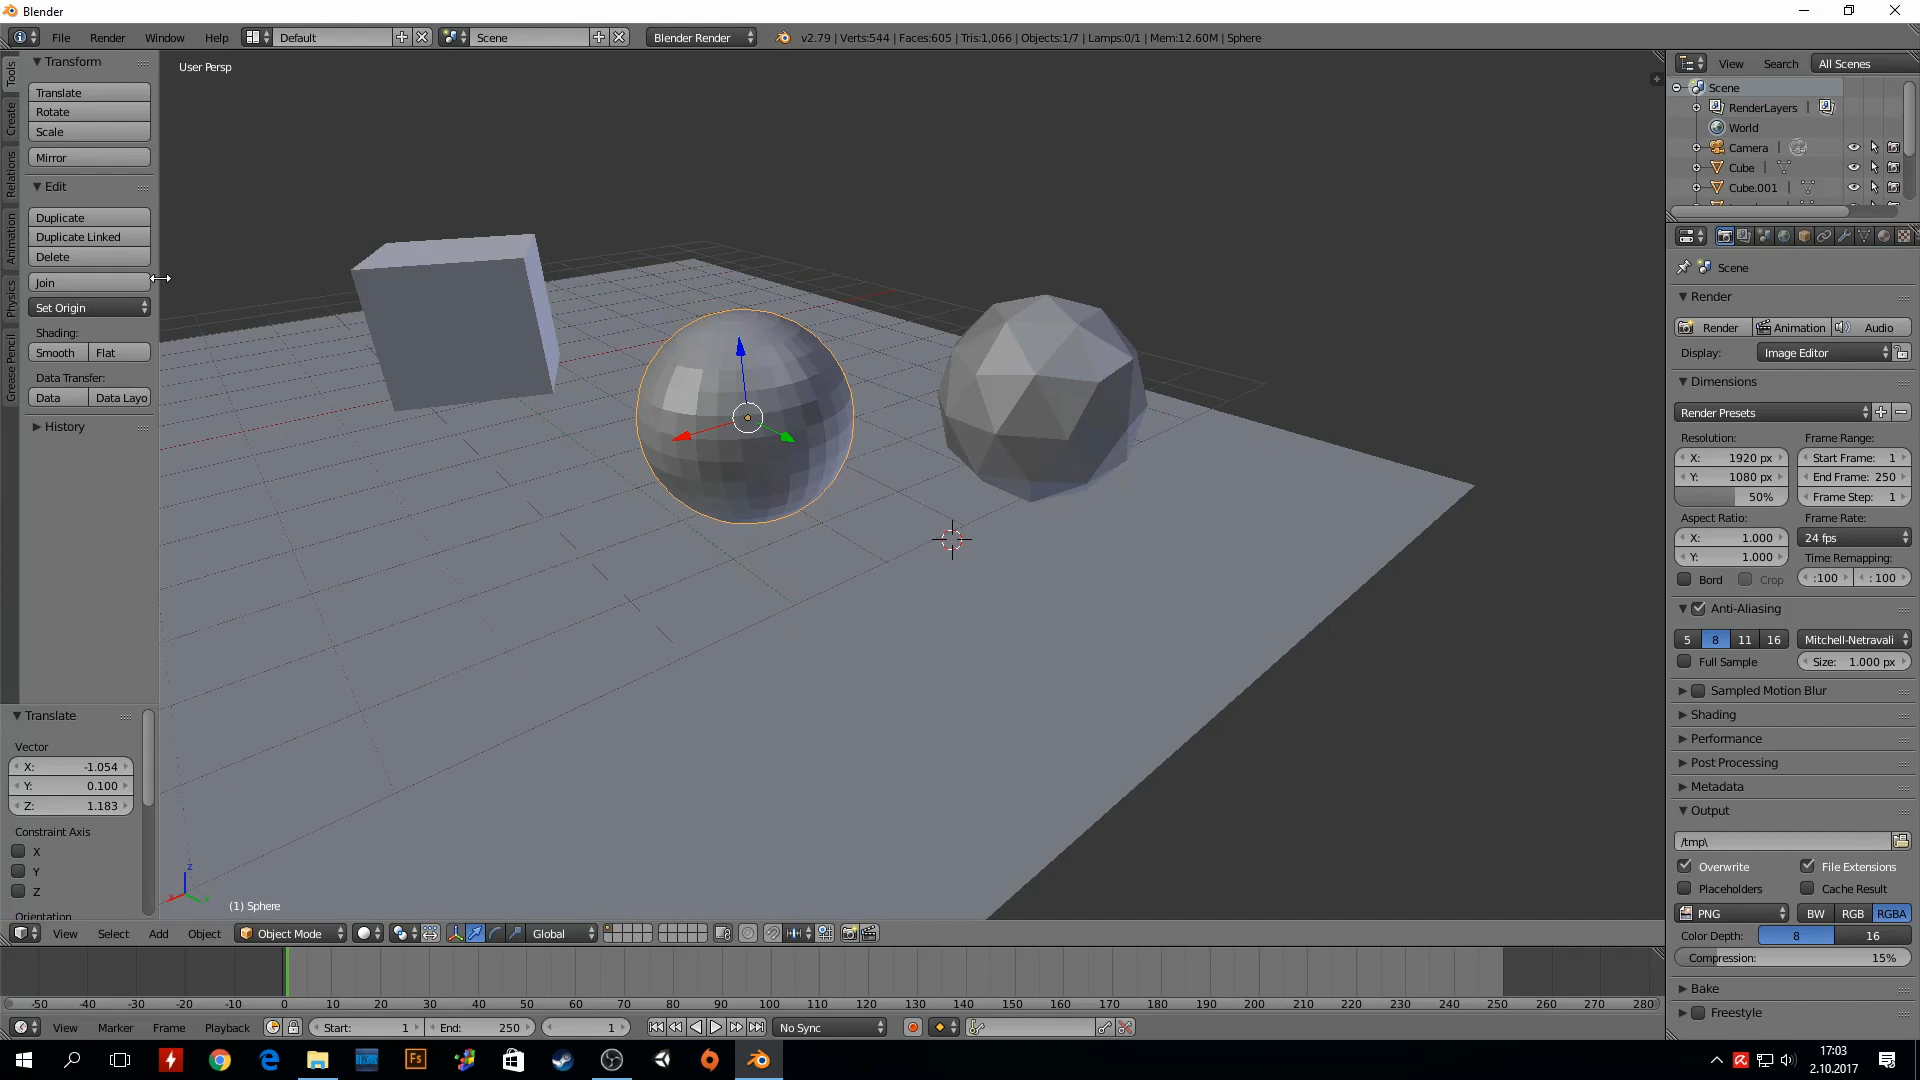 Blender
File Render Window Help Default Scene Blender Render v2.79 | Verts:544 | Faces:605 | Tris:1,066 | Objects:1/7 | Lamps:0/1 | Mem:12.60M | Sphere
Tools
Create
Relations
Animation
Physics
Grease Pencil
Transform
Translate
Rotate
Scale
Mirror
Edit
Duplicate
Duplicate Linked
Delete
Join
Set Origin
Shading:
Smooth Flat
Data Transfer:
Data Data Layo
History
Translate
Vector
X: -1.054
Y: 0.100
Z: 1.183
Constraint Axis
X
Y
Z
Orientation
User Persp
z
(1) Sphere
View Select Add Object Object Mode Global
-50 -40 -30 -20 -10 0 10 20 30 40 50 60 70 80 90 100 110 120 130 140 150 160 170 180 190 200 210 220 230 240 250 260 270 280
View Marker Frame Playback Start: 1 End: 250 1 No Sync
View Search All Scenes
Scene
RenderLayers |
World
Camera |
Cube |
Cube.001 |
Scene
Render
Render Animation Audio
Display: Image Editor
Dimensions
Render Presets
Resolution: Frame Range:
X: 1920 px Start Frame: 1
Y: 1080 px End Frame: 250
50% Frame Step: 1
Aspect Ratio: Frame Rate:
X: 1.000 24 fps
Y: 1.000 Time Remapping:
Bord Crop :100 : 100
Anti-Aliasing
5 8 11 16 Mitchell-Netravali
Full Sample Size: 1.000 px
Sampled Motion Blur
Shading
Performance
Post Processing
Metadata
Output
/tmp\
Overwrite File Extensions
Placeholders Cache Result
PNG BW RGB RGBA
Color Depth: 8 16
Compression: 15%
Bake
Freestyle
Fs
17:03
2.10.2017